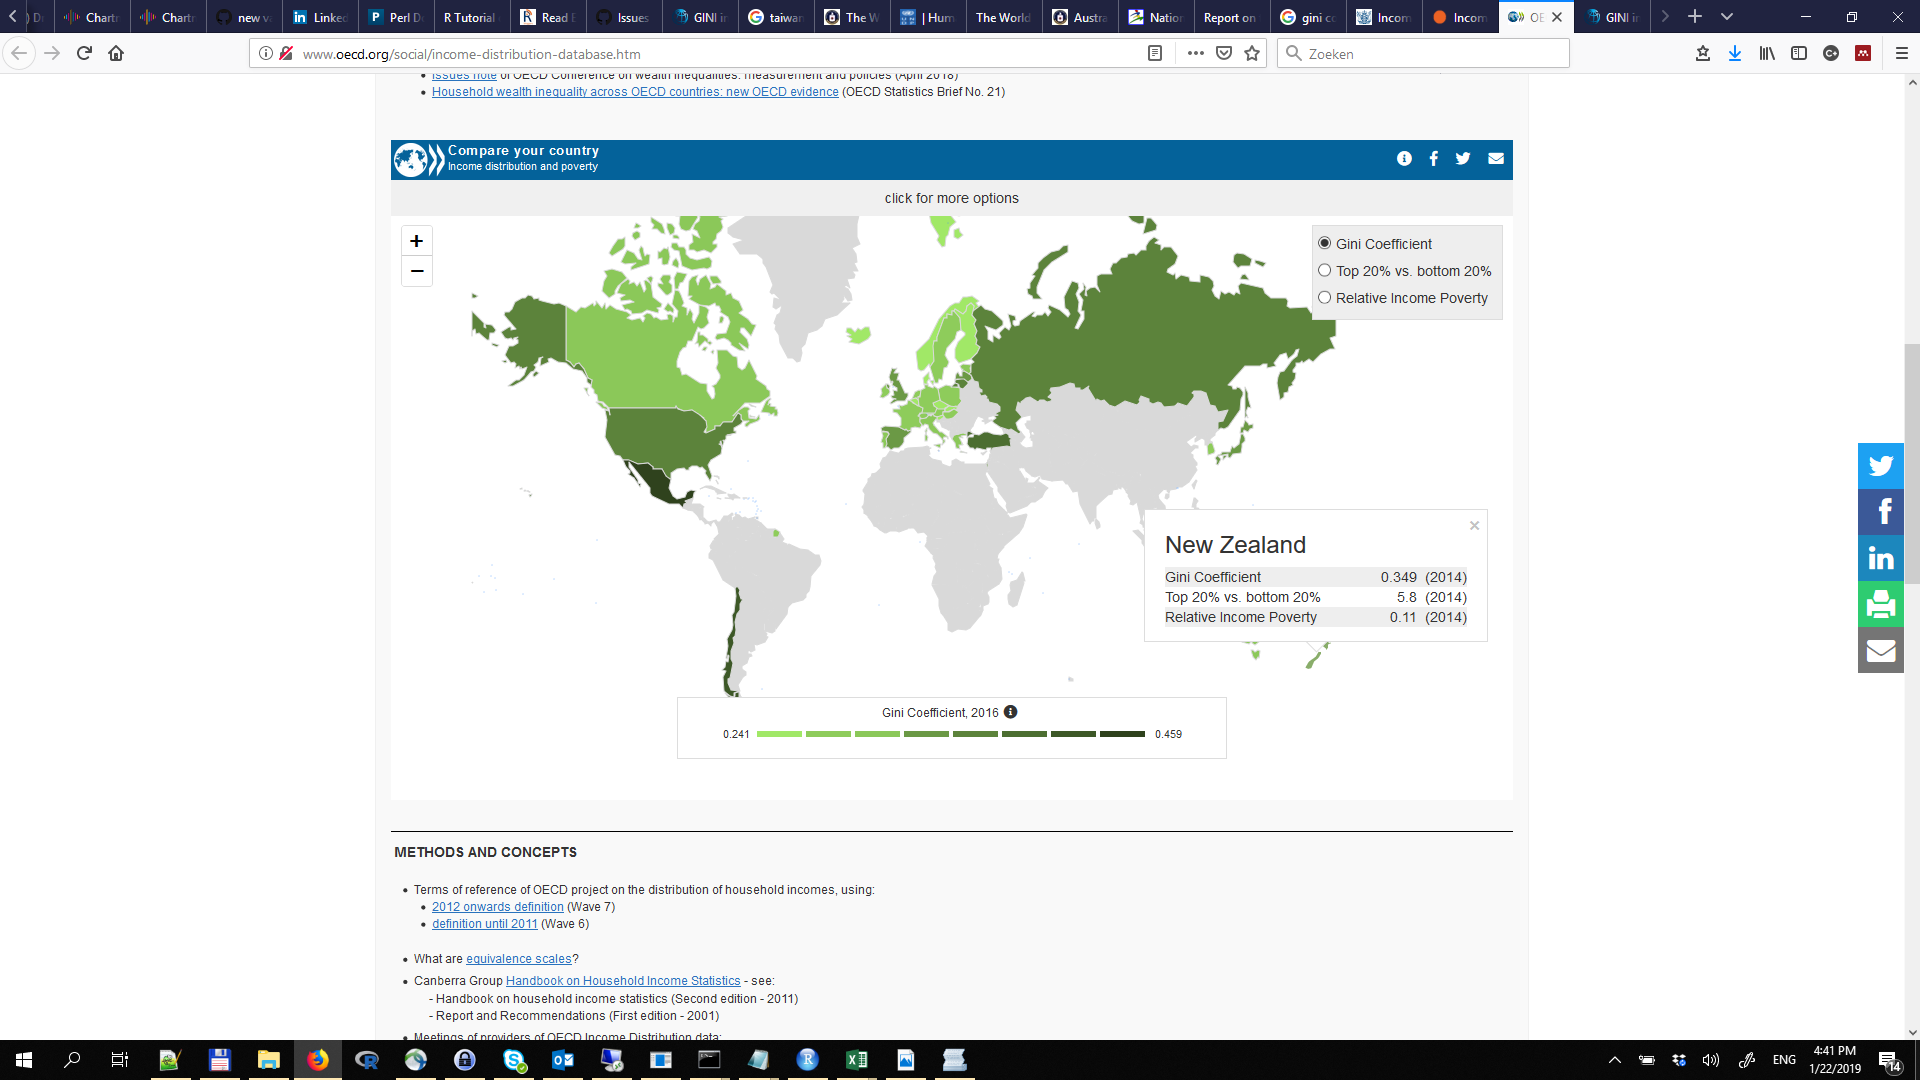 Dr
Chartr
Chartr
new va
Linked
Perl D
R Tutorial
Read E
Issues
GINI in
taiwan
The W
| Hum
The World
Austra
Nation
Report on
gini co
Incom
Incom
OE
GINI in
www.oecd.org/social/income-distribution-database.htm
Zoeken
Issues note of OECD Conference on wealth inequalities: measurement and policies (April 2018)
Household wealth inequality across OECD countries: new OECD evidence (OECD Statistics Brief No. 21)
Compare your country
Income distribution and poverty
click for more options
+
−
Gini Coefficient
Top 20% vs. bottom 20%
Relative Income Poverty
×
New Zealand
Gini Coefficient 0.349 (2014)
Top 20% vs. bottom 20% 5.8 (2014)
Relative Income Poverty 0.11 (2014)
Gini Coefficient, 2016
0.241 0.459
METHODS AND CONCEPTS
Terms of reference of OECD project on the distribution of household incomes, using:
2012 onwards definition (Wave 7)
definition until 2011 (Wave 6)
What are equivalence scales?
Canberra Group Handbook on Household Income Statistics - see:
- Handbook on household income statistics (Second edition - 2011)
- Report and Recommendations (First edition - 2001)
Meetings of providers of OECD Income Distribution data:
ENG
4:41 PM
1/22/2019
14